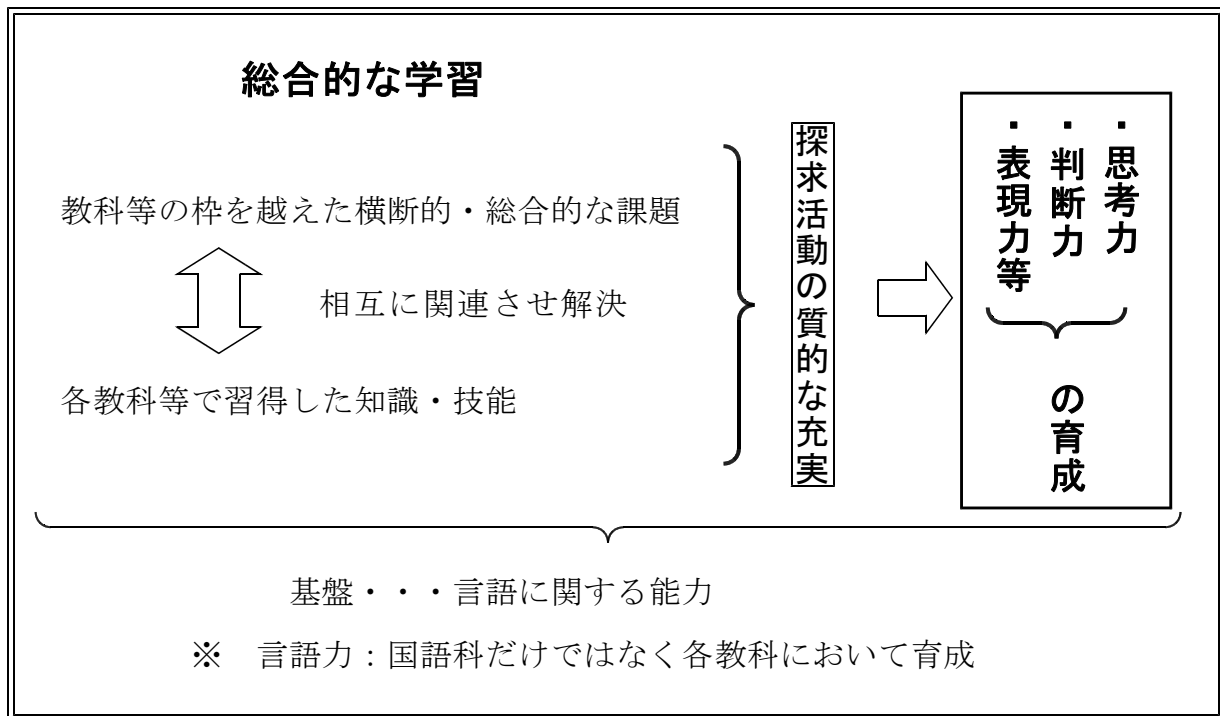 総合的な学習
教科等の枠を越えた横断的・総合的な課題
相互に関連させ解決
各教科等で習得した知識・技能
探求活動の質的な充実
・思考力
・判断力
・表現力等
の育成
基盤・・・言語に関する能力
※　言語力：国語科だけではなく各教科において育成